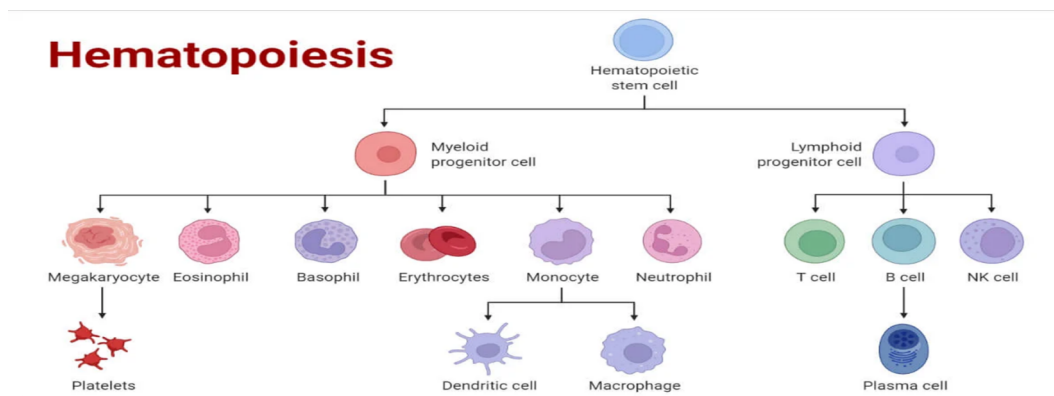 Hematopoiesis
Hematopoietic
stem cell
Myeloid
progenitor cell
Lymphoid
progenitor cell
Megakaryocyte
Eosinophil
Basophil
Erythrocytes
Monocyte
Neutrophil
T cell
B cell
NK cell
Platelets
Dendritic cell
Macrophage
Plasma cell